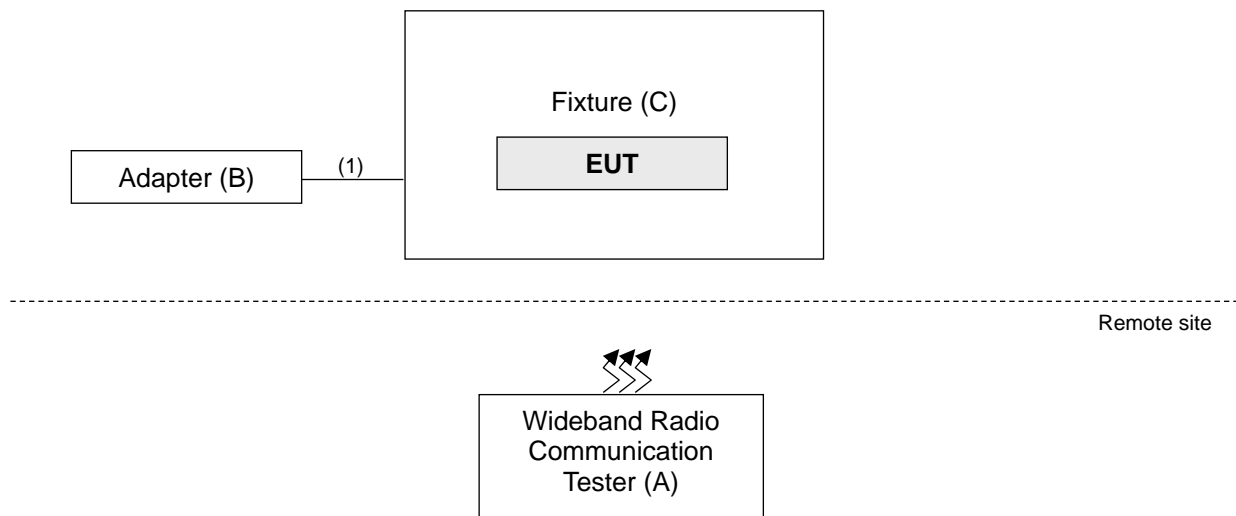 Fixture (C)
EUT
Adapter (B)
(1)
Remote site
Wideband Radio
Communication
Tester (A)